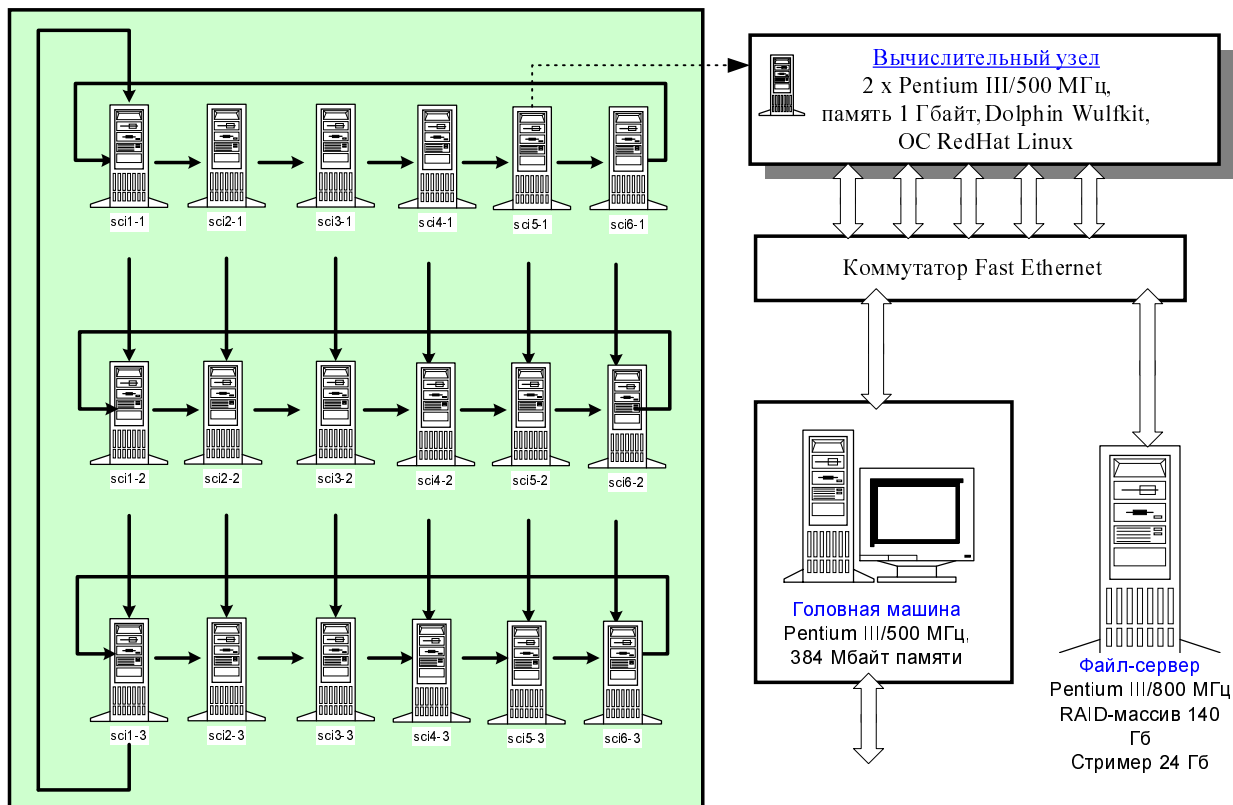 sci1-1
sci2-1
sci3-1
sci4-1
sci5-1
sci6-1
sci1-2
sci2-2
sci3-2
sci4-2
sci5-2
sci6-2
sci1-3
sci2-3
sci3-3
sci4-3
sci5-3
sci6-3
Вычислительный узел
2 x Pentium III/500 МГц,
память 1 Гбайт, Dolphin Wulfkit,
ОС RedHat Linux
Коммутатор Fast Ethernet
Головная машина
Pentium III/500 МГц,
384 Мбайт памяти
Файл-сервер
Pentium III/800 МГц
RAID-массив 140
Гб
Стример 24 Гб